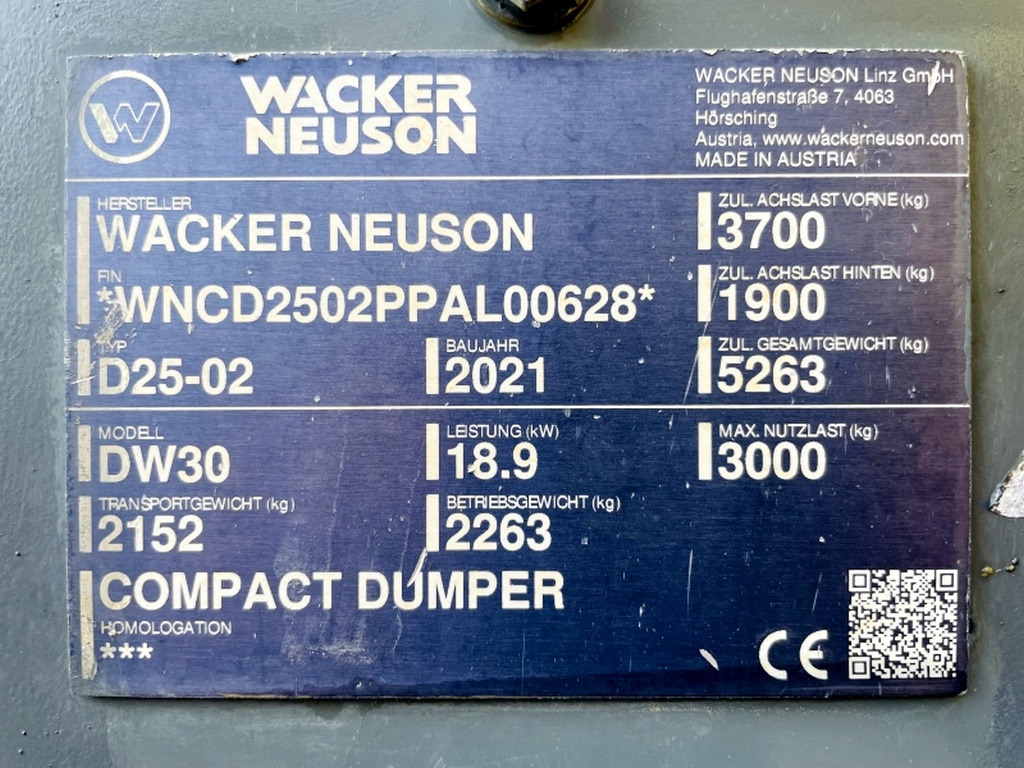 W
WACKER
NEUSON
WACKER NEUSON Linz GmbH
Flughafenstraße 7, 4063
Hörsching
Austria, www.wackerneuson.com
MADE IN AUSTRIA
HERSTELLER
WACKER NEUSON
ZUL. ACHSLAST VORNE (kg)
3700
FIN
*WNCD2502PPAL00628*
ZUL. ACHSLAST HINTEN (kg)
1900
TYP
D25-02
BAUJAHR
2021
ZUL. GESAMTGEWICHT (kg)
5263
MODELL
DW30
LEISTUNG (kW)
18.9
MAX. NUTZLAST (kg)
3000
TRANSPORTGEWICHT (kg)
2152
BETRIEBSGEWICHT (kg)
2263
COMPACT DUMPER
HOMOLOGATION
***
CE